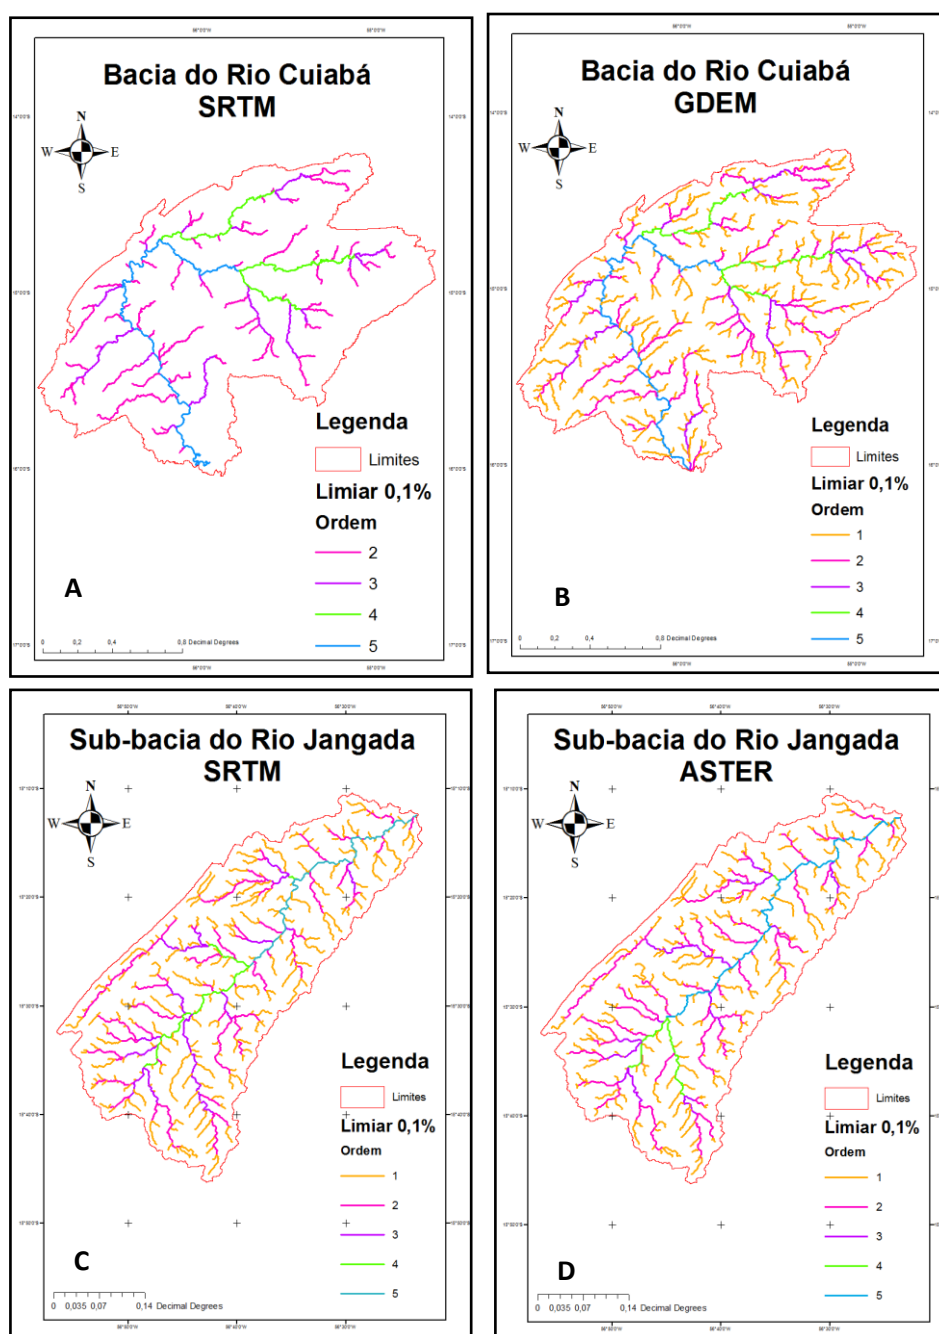 Bacia do Rio Cuiabá
SRTM
N
W
E
S
Legenda
Limites
Limiar 0,1%
Ordem
2
3
4
5
A
0 0,2 0,4 0,8 Decimal Degrees
Bacia do Rio Cuiabá
GDEM
N
W
E
S
Legenda
Limites
Limiar 0,1%
Ordem
1
2
3
4
5
B
0 0,2 0,4 0,8 Decimal Degrees
Sub-bacia do Rio Jangada
SRTM
N
W
E
S
Legenda
Limites
Limiar 0,1%
Ordem
1
2
3
4
5
C
0 0,035 0,07 0,14 Decimal Degrees
Sub-bacia do Rio Jangada
ASTER
N
W
E
S
Legenda
Limites
Limiar 0,1%
Ordem
1
2
3
4
5
D
0 0,035 0,07 0,14 Decimal Degrees